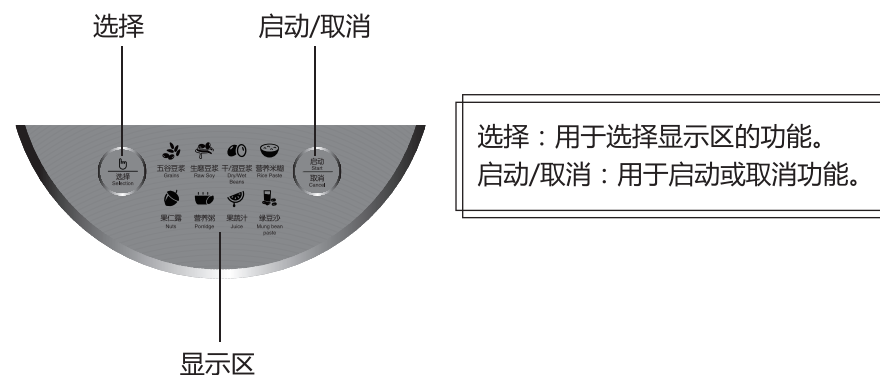 选择
启动/取消
选择：用于选择显示区的功能。
启动/取消：用于启动或取消功能。
选择
Selection
五谷豆浆 生磨豆浆 干/湿豆浆 营养米糊
Grains Raw Soy Dry/Wet Beans Rice Paste
启动
Start
取消
Cancel
果仁露 营养粥 果蔬汁 绿豆沙
Nuts Porridge Juice Mung bean paste
显示区